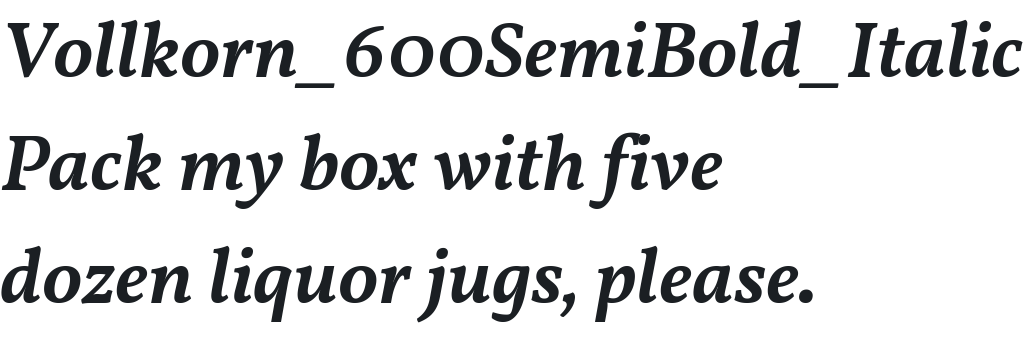 Vollkorn_600SemiBold_Italic
Pack my box with five
dozen liquor jugs, please.